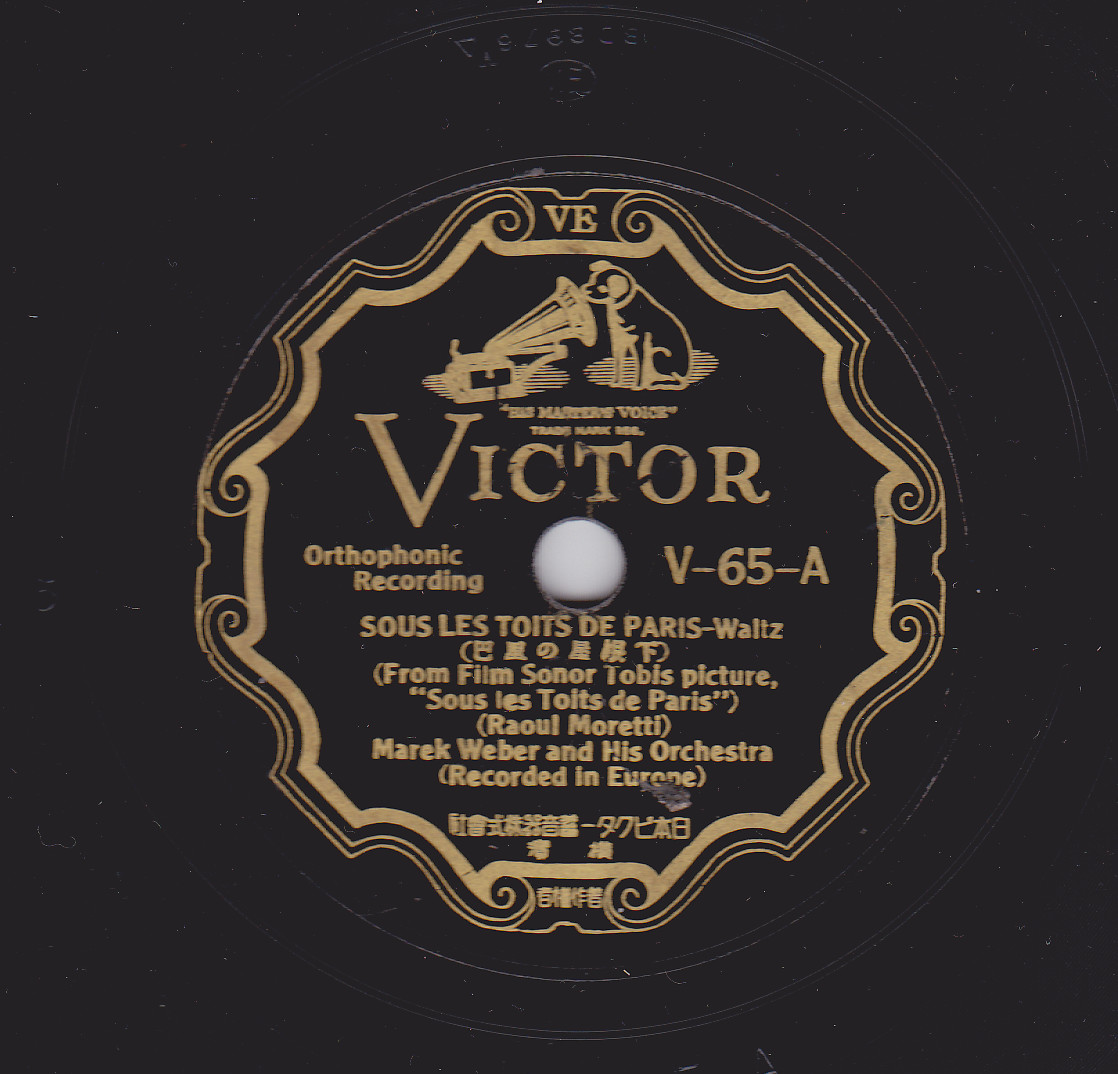 VE
"HIS MASTER'S VOICE"
TRADE MARK REG.
VICTOR
Orthophonic
Recording
V-65-A
SOUS LES TOITS DE PARIS-Waltz
(巴里の屋根下)
(From Film Sonor Tobis picture,
"Sous les Toits de Paris")
(Raoul Moretti)
Marek Weber and His Orchestra
(Recorded in Europe)
日本ビクター蓄音器株式會社
横濱